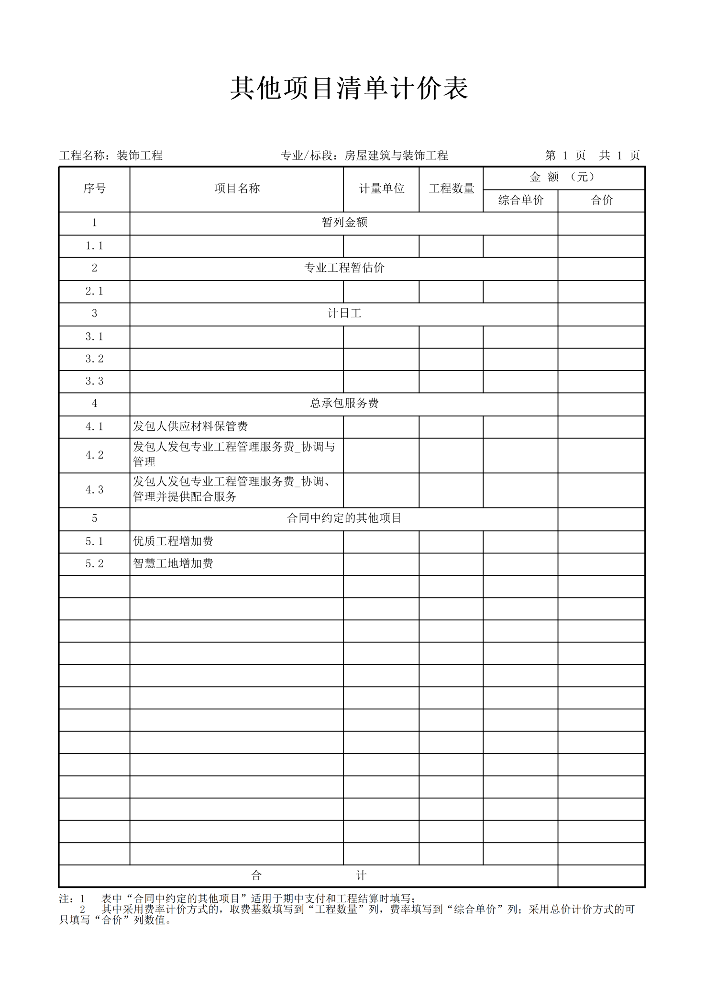 其他项目清单计价表
工程名称：装饰工程 专业/标段：房屋建筑与装饰工程 第 1 页 共 1 页
序号 项目名称 计量单位 工程数量 金 额 （元）
综合单价 合价
1 暂列金额
1.1
2 专业工程暂估价
2.1
3 计日工
3.1
3.2
3.3
4 总承包服务费
4.1 发包人供应材料保管费
4.2 发包人发包专业工程管理服务费_协调与
管理
4.3 发包人发包专业工程管理服务费_协调、
管理并提供配合服务
5 合同中约定的其他项目
5.1 优质工程增加费
5.2 智慧工地增加费
合 计
注：1 表中“合同中约定的其他项目”适用于期中支付和工程结算时填写；
2 其中采用费率计价方式的，取费基数填写到“工程数量”列，费率填写到“综合单价”列；采用总价计价方式的可
只填写“合价”列数值。